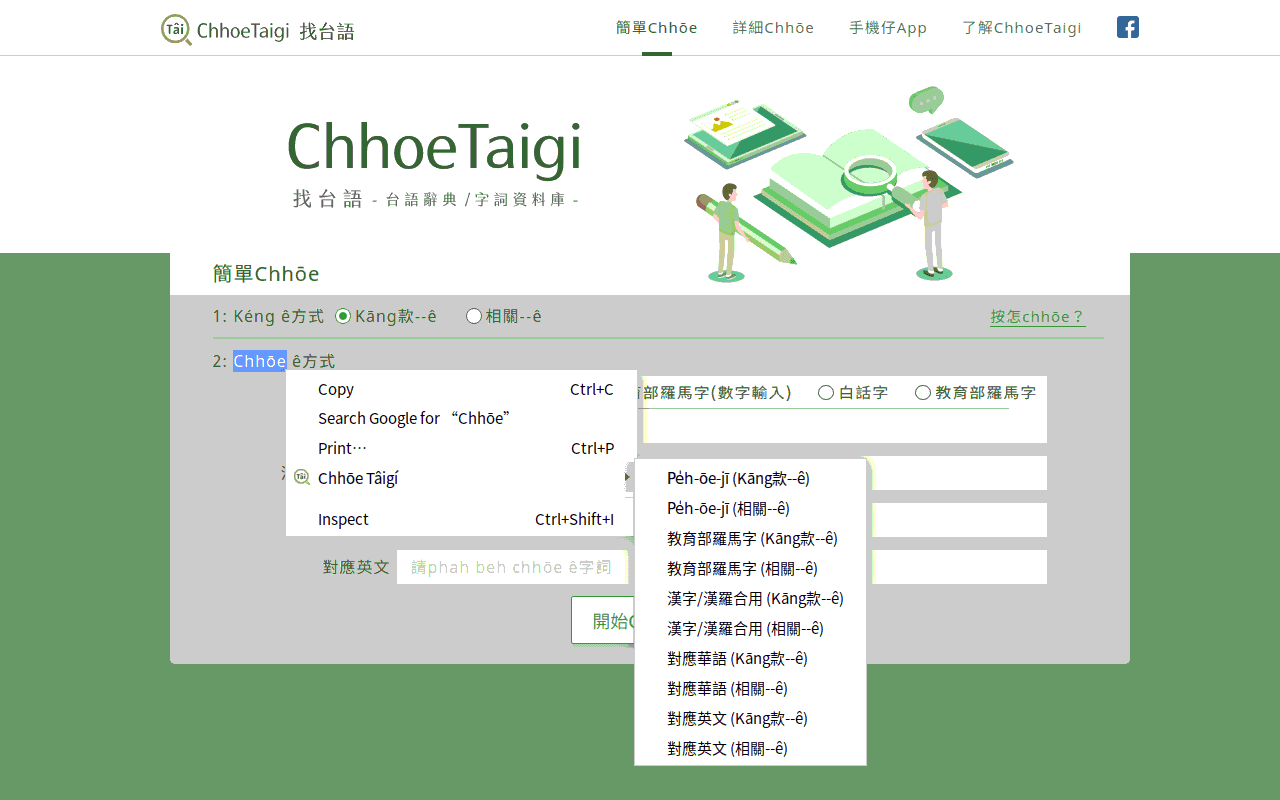 Tâi ChhoeTaigi 找台語
簡單Chhōe 詳細Chhōe 手機仔App 了解ChhoeTaigi
ChhoeTaigi
找台語 - 台語辭典 /字詞資料庫 -
簡單Chhōe
1: Kéng ê方式 Kāng款--ê 相關--ê 按怎chhōe？
2: Chhōe ê方式
部羅馬字(數字輸入) 白話字 教育部羅馬字
Copy Ctrl+C
Search Google for “Chhōe”
Print… Ctrl+P
Chhōe Tâigí
Inspect Ctrl+Shift+I
Pe̍h-ōe-jī (Kāng款--ê)
Pe̍h-ōe-jī (相關--ê)
教育部羅馬字 (Kāng款--ê)
教育部羅馬字 (相關--ê)
漢字/漢羅合用 (Kāng款--ê)
漢字/漢羅合用 (相關--ê)
對應華語 (Kāng款--ê)
對應華語 (相關--ê)
對應英文 (Kāng款--ê)
對應英文 (相關--ê)
對應英文 請phah beh chhōe ê字詞
開始